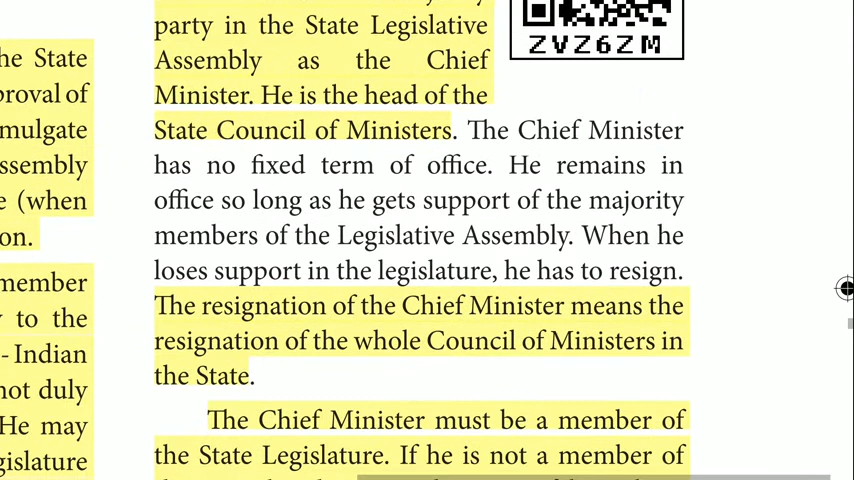 he State
proval of
mulgate
ssembly
e (when
on.
member
to the
- Indian
not duly
He may
gislature
party in the State Legislative
Assembly as the Chief
Minister. He is the head of the
State Council of Ministers. The Chief Minister
has no fixed term of office. He remains in
office so long as he gets support of the majority
members of the Legislative Assembly. When he
loses support in the legislature, he has to resign.
The resignation of the Chief Minister means the
resignation of the whole Council of Ministers in
the State.
The Chief Minister must be a member of
the State Legislature. If he is not a member of
ZVZ6ZM